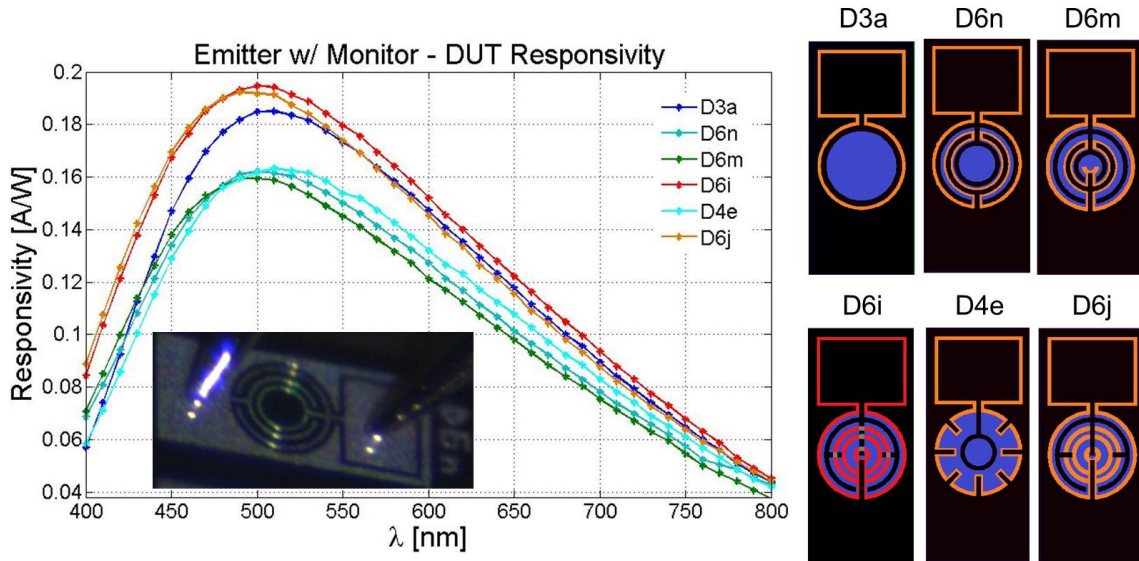 Emitter w/ Monitor - DUT Responsivity
Responsivity [A/W]
0.2
0.18
0.16
0.14
0.12
0.1
0.08
0.06
0.04
400
450
500
550
600
650
700
750
800
λ [nm]
D3a
D6n
D6m
D6i
D4e
D6j
D3a
D6n
D6m
D6i
D4e
D6j